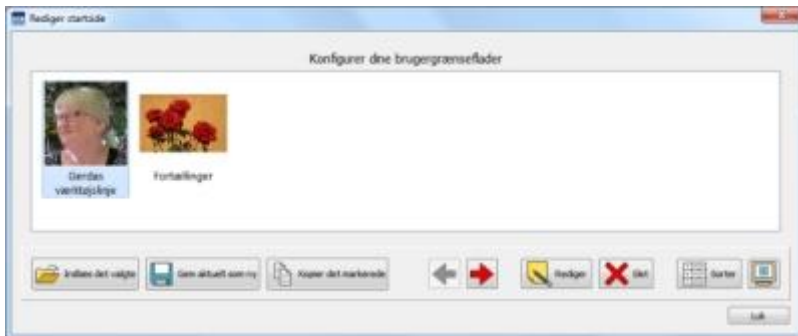 Rediger startside
Konfigurer dine brugergrænseflader
Gerdas
værktøjslinje
Fortællinger
Indlæs det valgte
Gem aktuelt som ny
Kopier det markerede
Rediger
Slet
Sorter
Luk